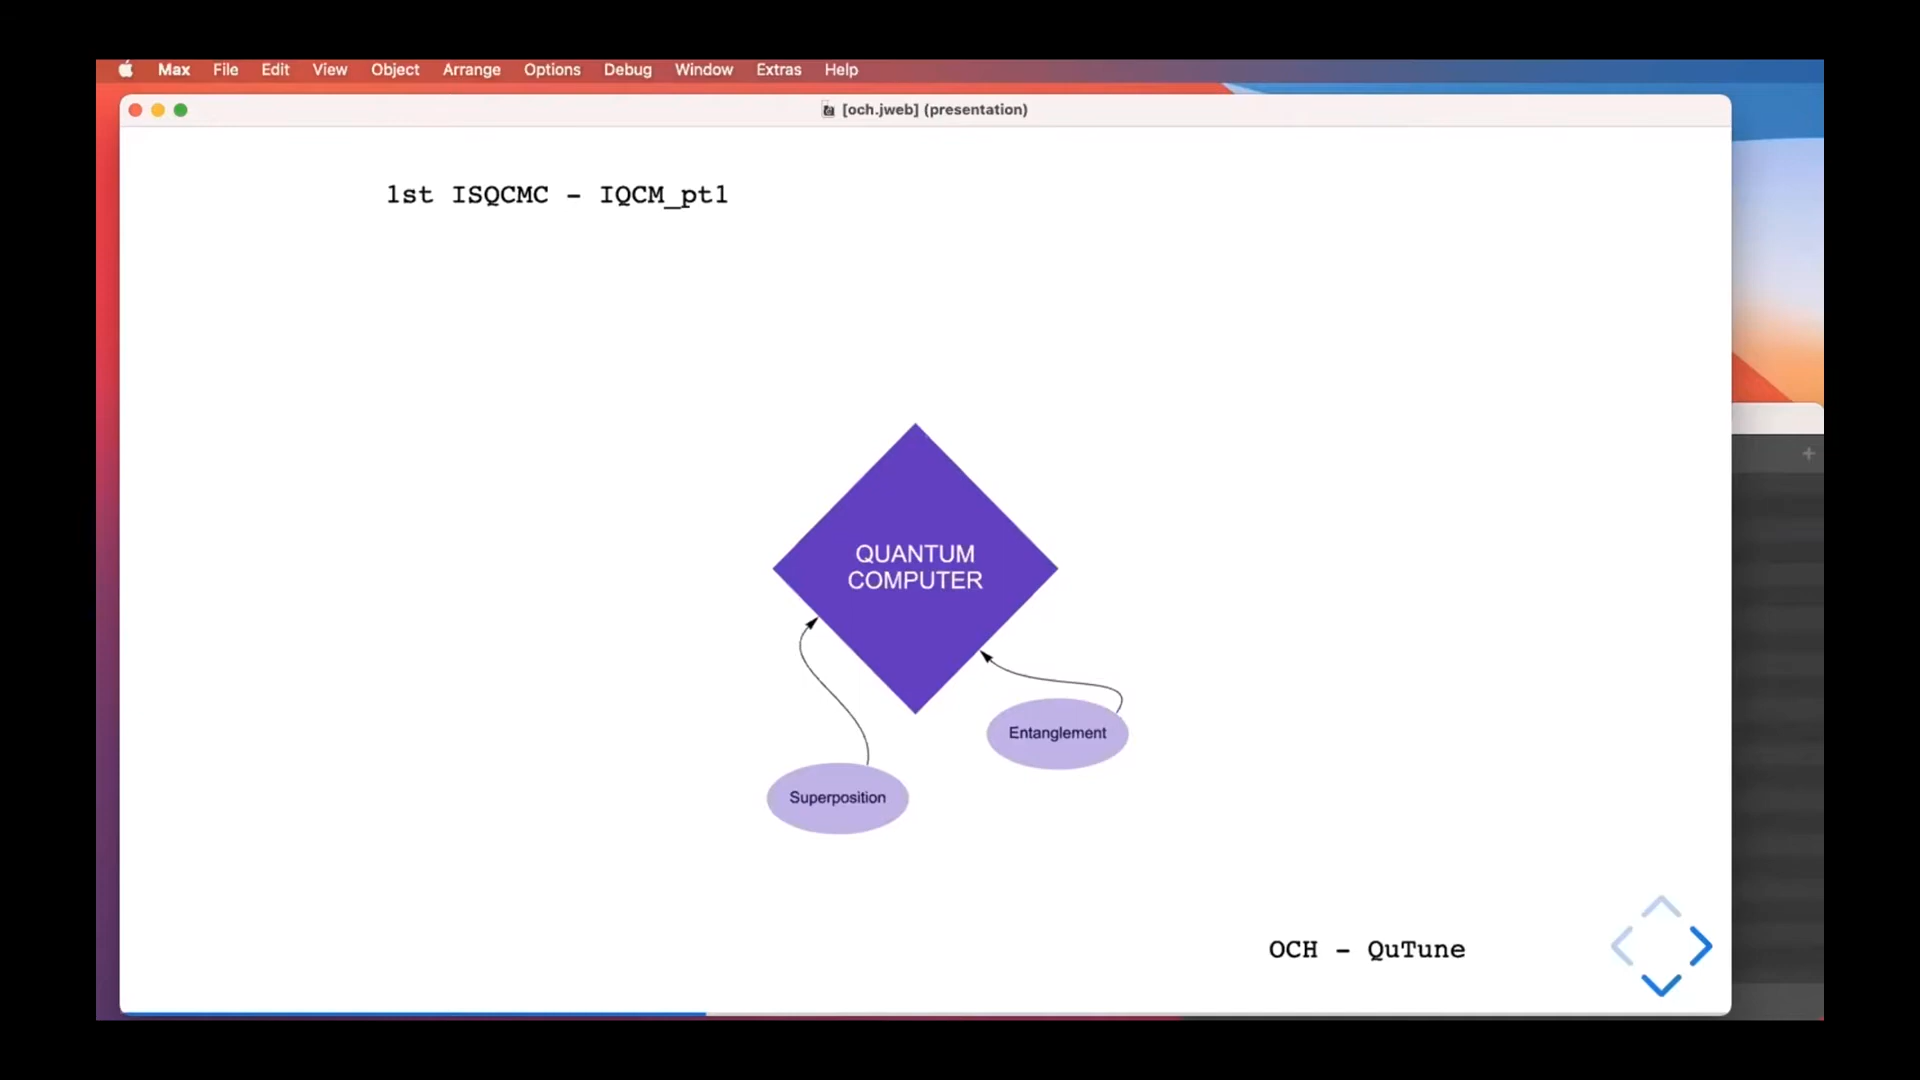 Max File Edit View Object Arrange Options Debug Window Extras Help
[och.jweb] (presentation)
1st ISQCMC - IQCM_pt1
QUANTUM
COMPUTER
Entanglement
Superposition
OCH - QuTune